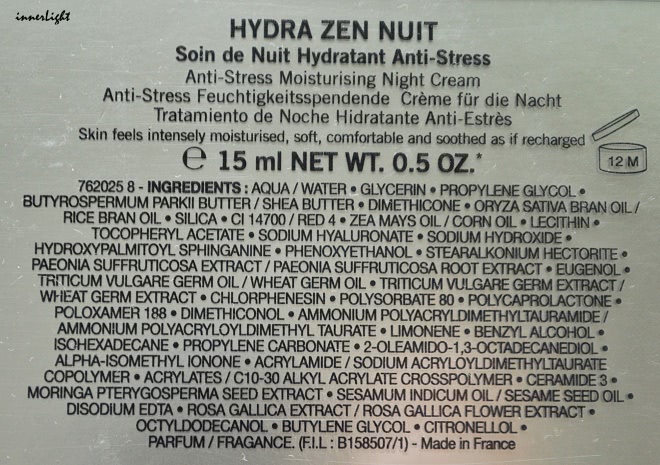 innerLight
HYDRA ZEN NUIT
Soin de Nuit Hydratant Anti-Stress
Anti-Stress Moisturising Night Cream
Anti-Stress Feuchtigkeitsspendende Crème für die Nacht
Tratamiento de Noche Hidratante Anti-Estrès
Skin feels intensely moisturised, soft, comfortable and soothed as if recharged
12 M
℮ 15 ml NET WT. 0.5 OZ.*
762025 8 - INGREDIENTS : AQUA / WATER • GLYCERIN • PROPYLENE GLYCOL •
BUTYROSPERMUM PARKII BUTTER / SHEA BUTTER • DIMETHICONE • ORYZA SATIVA BRAN OIL /
RICE BRAN OIL • SILICA • CI 14700 / RED 4 • ZEA MAYS OIL / CORN OIL • LECITHIN •
TOCOPHERYL ACETATE • SODIUM HYALURONATE • SODIUM HYDROXIDE •
HYDROXYPALMITOYL SPHINGANINE • PHENOXYETHANOL • STEARALKONIUM HECTORITE •
PAEONIA SUFFRUTICOSA EXTRACT / PAEONIA SUFFRUTICOSA ROOT EXTRACT • EUGENOL •
TRITICUM VULGARE GERM OIL / WHEAT GERM OIL • TRITICUM VULGARE GERM EXTRACT /
WHEAT GERM EXTRACT • CHLORPHENESIN • POLYSORBATE 80 • POLYCAPROLACTONE •
POLOXAMER 188 • DIMETHICONOL • AMMONIUM POLYACRYLDIMETHYLTAURAMIDE /
AMMONIUM POLYACRYLOYLDIMETHYL TAURATE • LIMONENE • BENZYL ALCOHOL •
ISOHEXADECANE • PROPYLENE CARBONATE • 2-OLEAMIDO-1,3-OCTADECANEDIOL •
ALPHA-ISOMETHYL IONONE • ACRYLAMIDE / SODIUM ACRYLOYLDIMETHYLTAURATE
COPOLYMER • ACRYLATES / C10-30 ALKYL ACRYLATE CROSSPOLYMER • CERAMIDE 3 •
MORINGA PTERYGOSPERMA SEED EXTRACT • SESAMUM INDICUM OIL / SESAME SEED OIL •
DISODIUM EDTA • ROSA GALLICA EXTRACT / ROSA GALLICA FLOWER EXTRACT •
OCTYLDODECANOL • BUTYLENE GLYCOL • CITRONELLOL •
PARFUM / FRAGANCE. (F.I.L : B158507/1) - Made in France